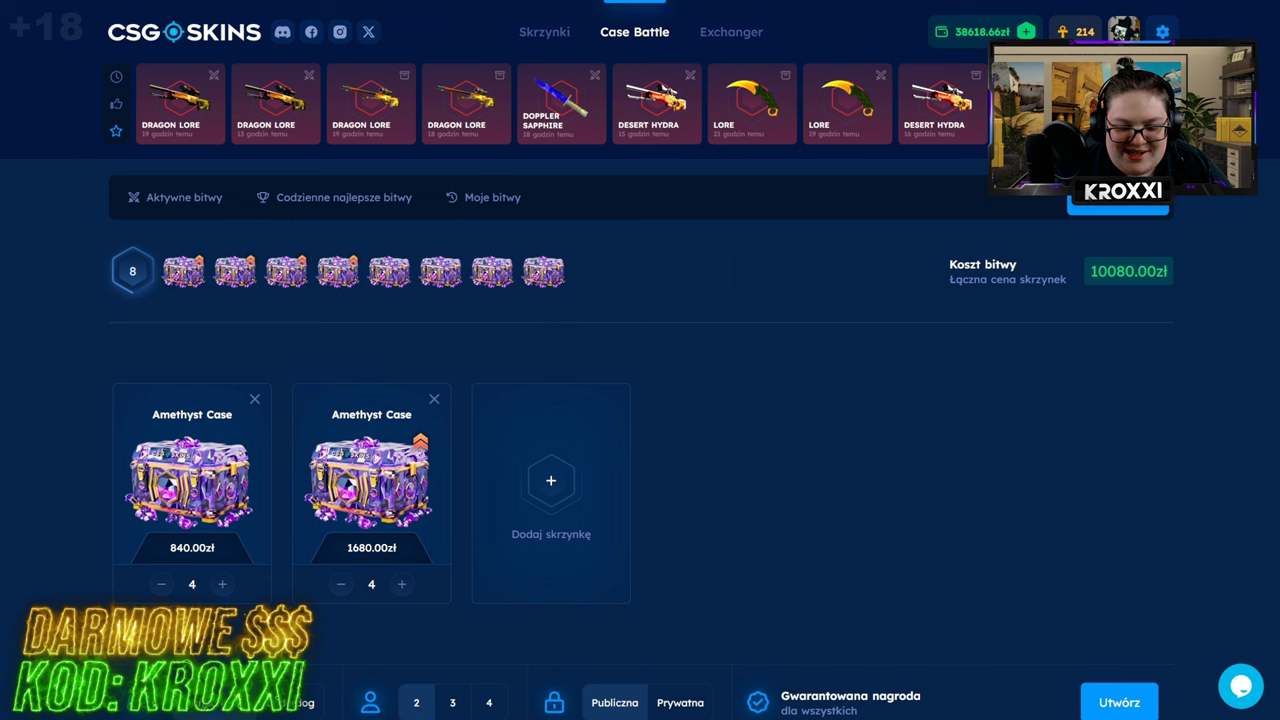 +18
CSG SKINS
Skrzynki
Case Battle
Exchanger
38618.66zł
214
DRAGON LORE
19 godzin temu
DRAGON LORE
13 godzin temu
DRAGON LORE
19 godzin temu
DRAGON LORE
18 godzin temu
DOPPLER
SAPPHIRE
18 godzin temu
DESERT HYDRA
15 godzin temu
LORE
21 godzin temu
LORE
19 godzin temu
DESERT HYDRA
16 godzin temu
KROXXI
Aktywne bitwy
Codzienne najlepsze bitwy
Moje bitwy
8
Koszt bitwy
Łączna cena skrzynek
10080.00zł
Amethyst Case
840.00zł
4
Amethyst Case
1680.00zł
4
Dodaj skrzynkę
DARMOWE $$$
KOD: KROXXI
2
3
4
Publiczna
Prywatna
Gwarantowana nagroda
dla wszystkich
Utwórz